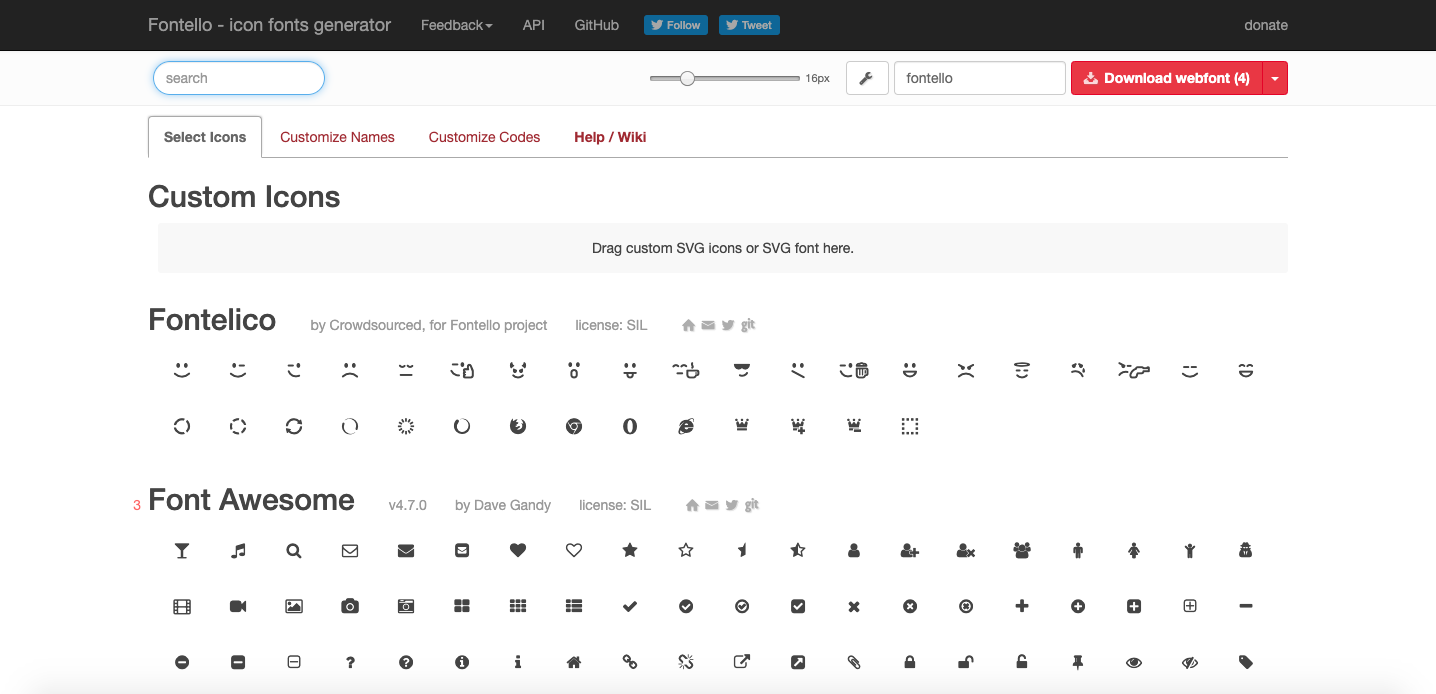 Fontello - icon fonts generator Feedback API GitHub Follow Tweet donate
search 16px fontello Download webfont (4)
Select Icons Customize Names Customize Codes Help / Wiki
Custom Icons
Drag custom SVG icons or SVG font here.
Fontelico by Crowdsourced, for Fontello project license: SIL git
3 Font Awesome v4.7.0 by Dave Gandy license: SIL git